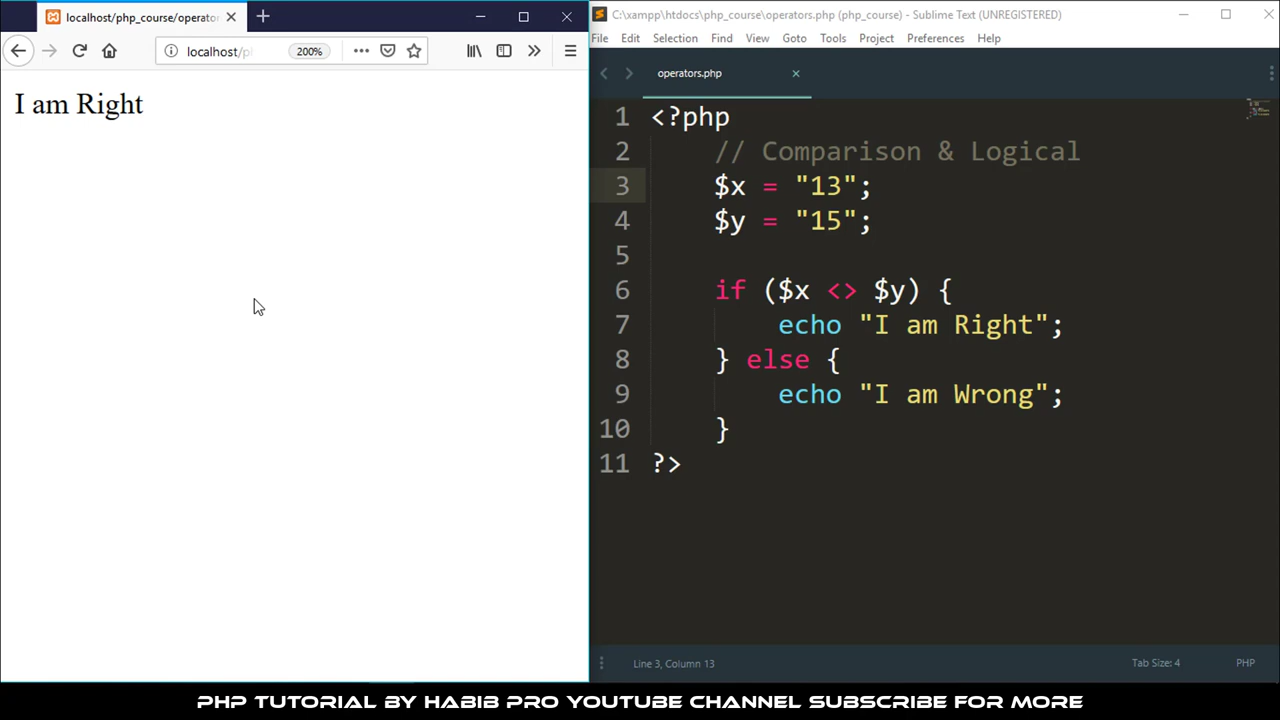 localhost/php_course/operator
localhost/p
200%
I am Right
C:\xampp\htdocs\php_course\operators.php (php_course) - Sublime Text (UNREGISTERED)
File Edit Selection Find View Goto Tools Project Preferences Help
operators.php
1 <?php
2 // Comparison & Logical
3 $x = "13";
4 $y = "15";
5
6 if ($x <> $y) {
7 echo "I am Right";
8 } else {
9 echo "I am Wrong";
10 }
11 ?>
Line 3, Column 13
Tab Size: 4
PHP
PHP TUTORIAL BY HABIB PRO YOUTUBE CHANNEL SUBSCRIBE FOR MORE